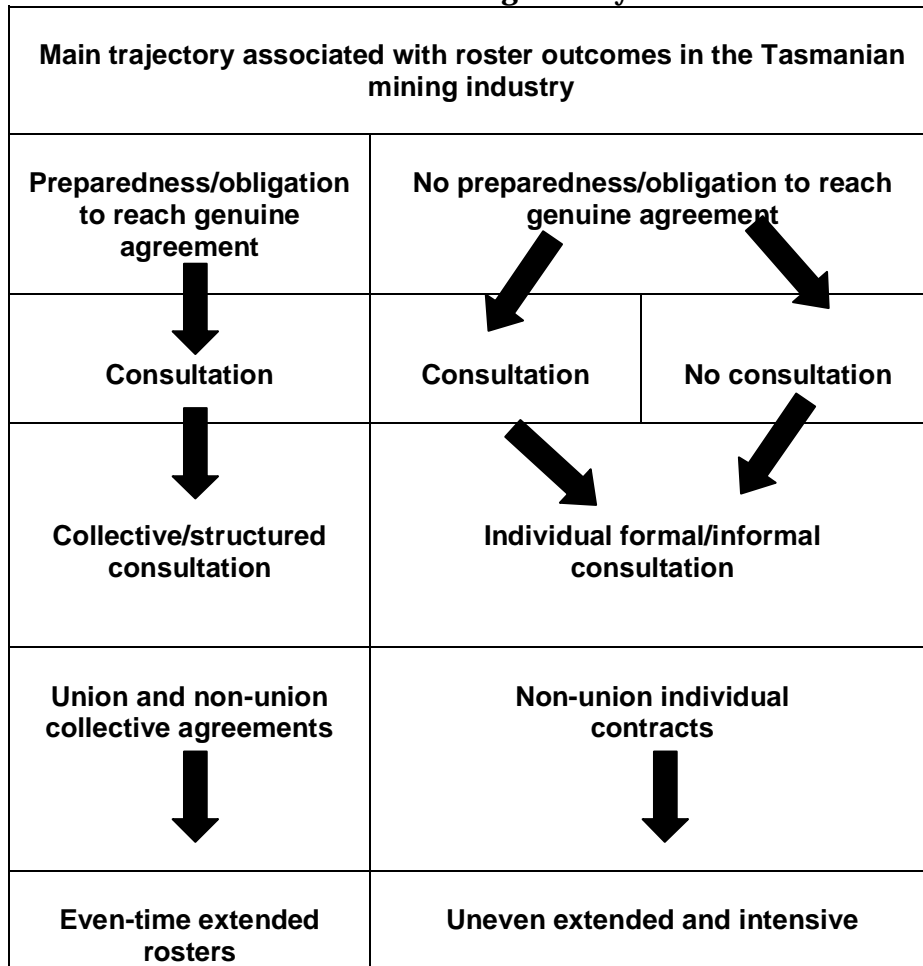 Main trajectory associated with roster outcomes in the Tasmanian
mining industry
Preparedness/obligation
to reach genuine
agreement
No preparedness/obligation to reach
genuine agreement
Consultation
Consultation
No consultation
Collective/structured
consultation
Individual formal/informal
consultation
Union and non-union
collective agreements
Non-union individual
contracts
Even-time extended
rosters
Uneven extended and intensive